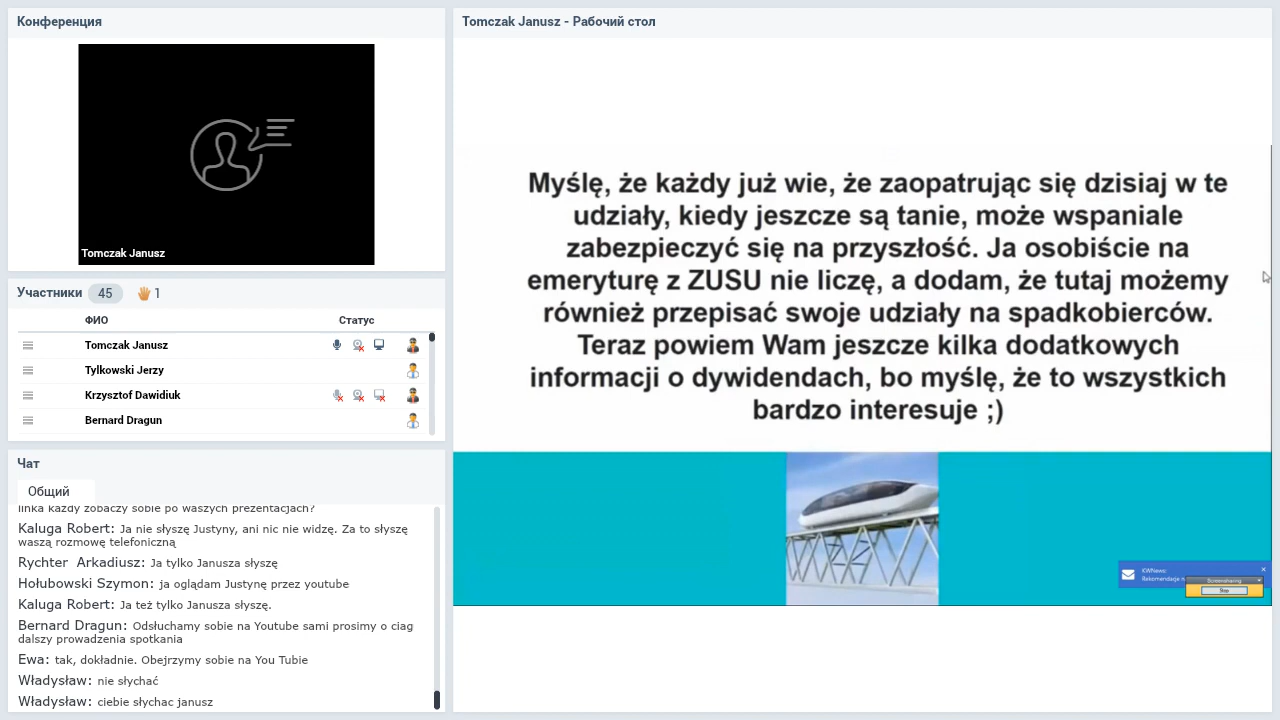 Конференция
Tomczak Janusz
Участники 45 1
ФИО Статус
Tomczak Janusz
Tylkowski Jerzy
Krzysztof Dawidiuk
Bernard Dragun
Чат
Общий
linka każdy zobaczy sobie po waszych prezentacjach?
Kaluga Robert: Ja nie słyszę Justyny, ani nic nie widzę. Za to słyszę
waszą rozmowę telefoniczną
Rychter Arkadiusz: Ja tylko Janusza słyszę
Hołubowski Szymon: ja oglądam Justynę przez youtube
Kaluga Robert: Ja też tylko Janusza słyszę.
Bernard Dragun: Odsłuchamy sobie na Youtube sami prosimy o ciag
dalszy prowadzenia spotkania
Ewa: tak, dokładnie. Obejrzymy sobie na You Tubie
Władysław: nie słychać
Władysław: ciebie słychac janusz
Tomczak Janusz - Рабочий стол
Myślę, że każdy już wie, że zaopatrując się dzisiaj w te
udziały, kiedy jeszcze są tanie, może wspaniale
zabezpieczyć się na przyszłość. Ja osobiście na
emeryturę z ZUSU nie liczę, a dodam, że tutaj możemy
również przepisać swoje udziały na spadkobierców.
Teraz powiem Wam jeszcze kilka dodatkowych
informacji o dywidendach, bo myślę, że to wszystkich
bardzo interesuje ;)
Rekomendacje
Screensharing
Stop